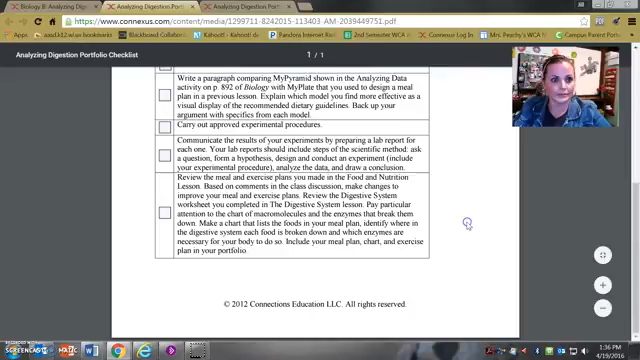 Biology B: Analyzing Dig
Analyzing Digestion Port
Analyzing Digestion Port
https://www.connexus.com/content/media/1299711-8242015-113403 AM-2039449751.pdf
Apps
Blackboard Collabor
Kahoot!
Pandora Internet Rad
2nd Semester WCA
Connexus Log In
Mrs. Peachy's WCA
Campus Parent Port
Analyzing Digestion Portfolio Checklist
1 / 1
Write a paragraph comparing MyPyramid shown in the Analyzing Data
activity on p. 892 of Biology with MyPlate that you used to design a meal
plan in a previous lesson. Explain which model you find more effective as a
visual display of the recommended dietary guidelines. Back up your
argument with specifics from each model.
Carry out approved experimental procedures.
Communicate the results of your experiments by preparing a lab report for
each one. Your lab reports should include steps of the scientific method: ask
a question, form a hypothesis, design and conduct an experiment (include
your experimental procedure), analyze the data, and draw a conclusion.
Review the meal and exercise plans you made in the Food and Nutrition
Lesson. Based on comments in the class discussion, make changes to
improve your meal and exercise plans. Review the Digestive System
worksheet you completed in The Digestive System lesson. Pay particular
attention to the chart of macromolecules and the enzymes that break them
down. Make a chart that lists the foods in your meal plan, identify where in
the digestive system each food is broken down and which enzymes are
necessary for your body to do so. Include your meal plan, chart, and exercise
plan in your portfolio.
© 2012 Connections Education LLC. All rights reserved.
RECORDED WITH
SCREENCAST MATIC
1:36 PM
4/19/2016